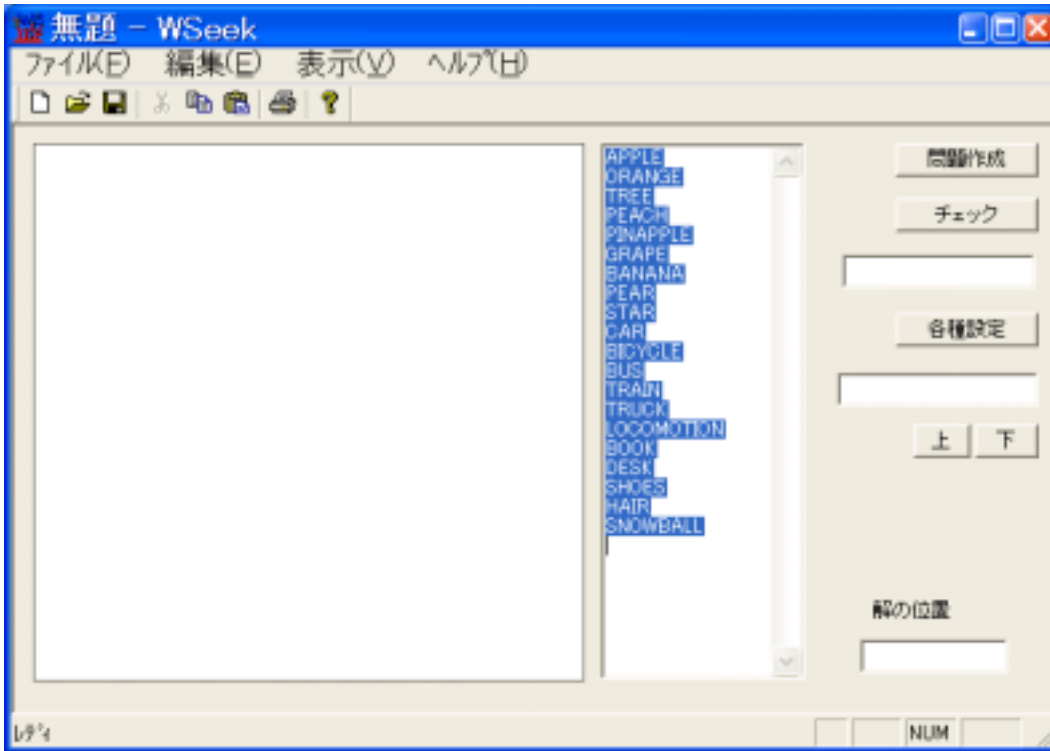 無題 - WSeek
ファイル(F) 編集(E) 表示(V) ヘルプ(H)
APPLE
ORANGE
TREE
PEACH
PINAPPLE
GRAPE
BANANA
PEAR
STAR
CAR
BICYCLE
BUS
TRAIN
TRUCK
LOCOMOTION
BOOK
DESK
SHOES
HAIR
SNOWBALL
問題作成
チェック
各種設定
上 下
解の位置
レディ NUM